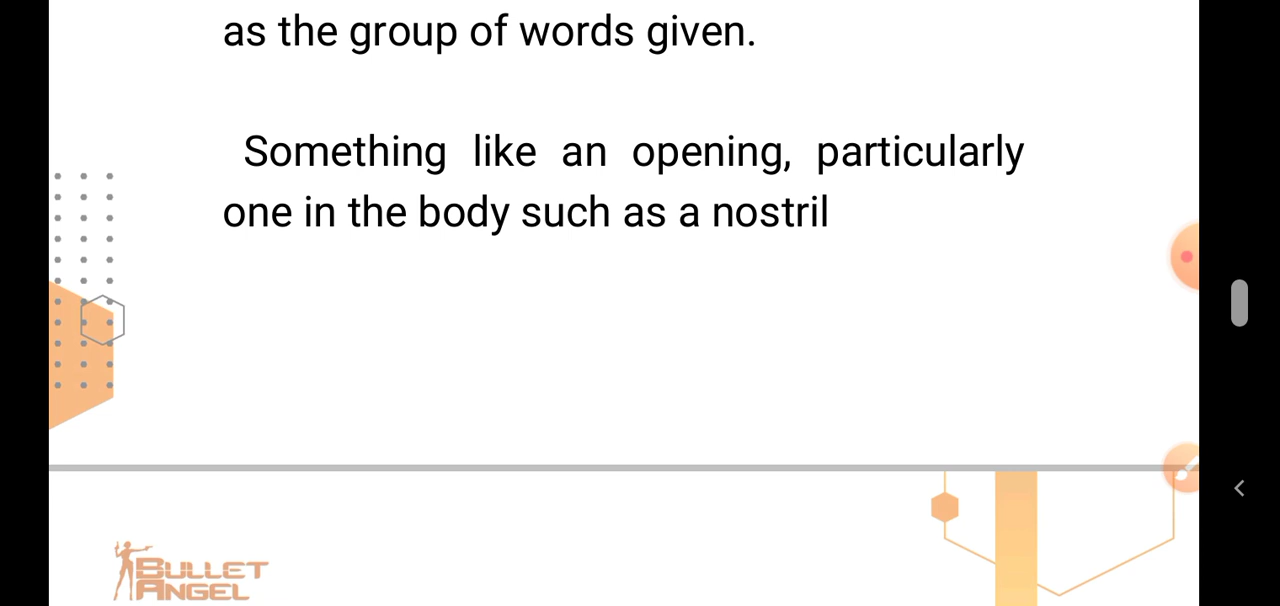 as the group of words given.
Something like an opening, particularly
one in the body such as a nostril
BULLET
ANGEL